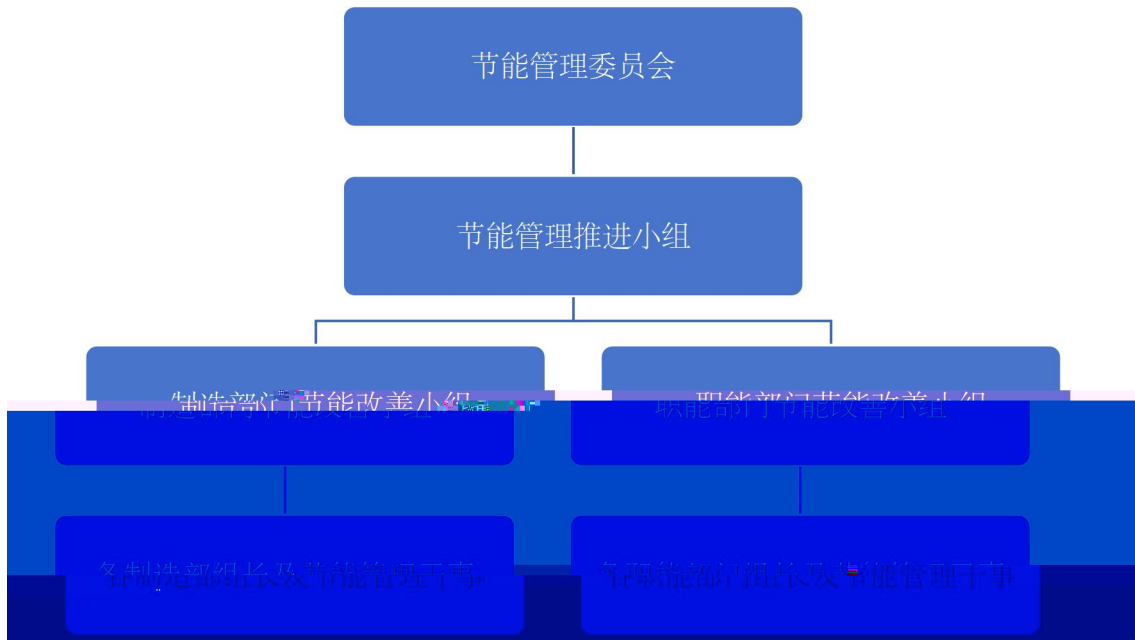 节能管理委员会
节能管理推进小组
制造部门节能改善小组
职能部门节能改善小组
各制造部组长及节能管理干事
各职能部门组长及节能管理干事